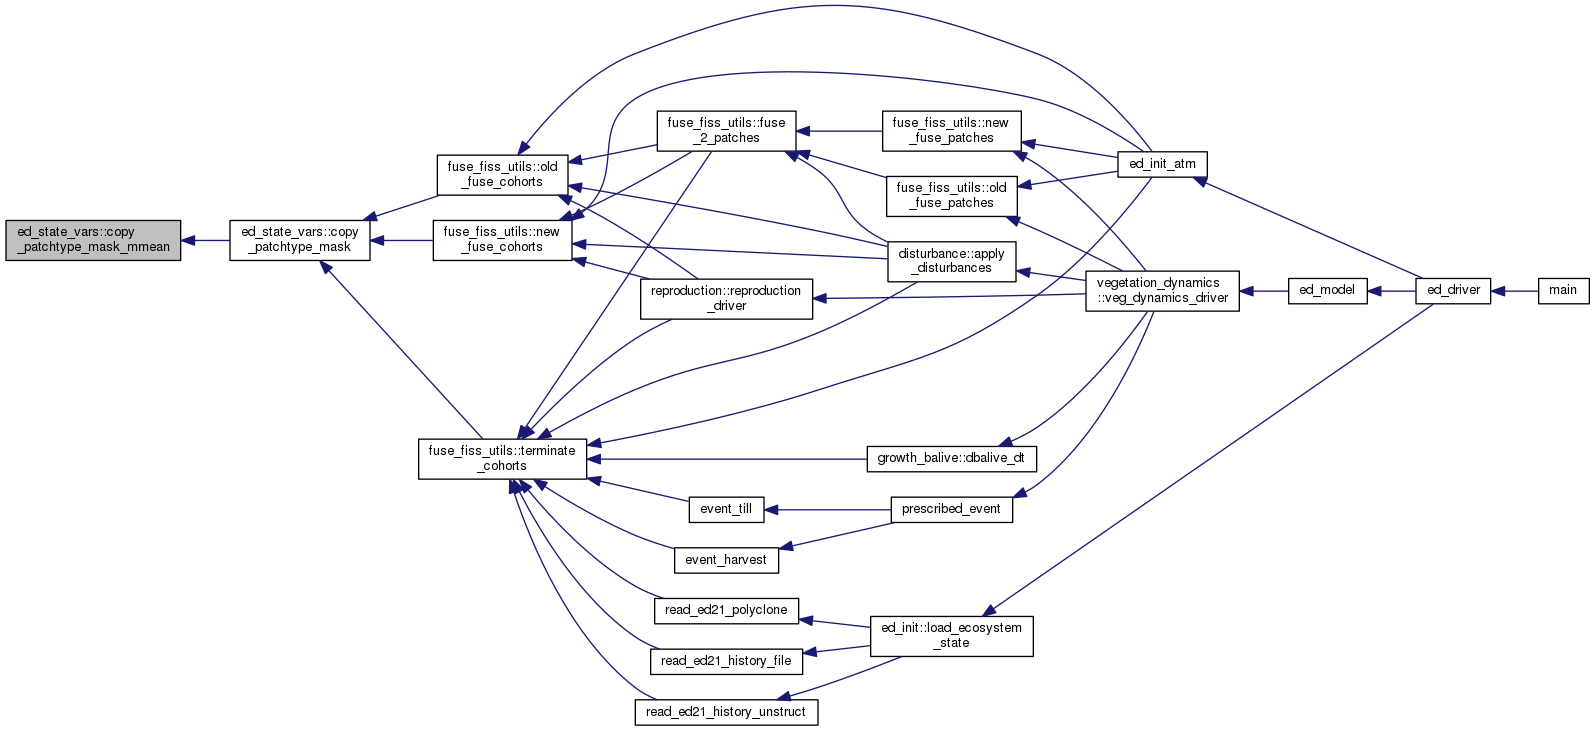 ed_state_vars::copy
_patchtype_mask_mmean
ed_state_vars::copy
_patchtype_mask
fuse_fiss_utils::old
_fuse_cohorts
fuse_fiss_utils::new
_fuse_cohorts
fuse_fiss_utils::terminate
_cohorts
fuse_fiss_utils::fuse
_2_patches
reproduction::reproduction
_driver
event_till
event_harvest
read_ed21_polyclone
read_ed21_history_file
read_ed21_history_unstruct
fuse_fiss_utils::new
_fuse_patches
fuse_fiss_utils::old
_fuse_patches
disturbance::apply
_disturbances
growth_balive::dbalive_dt
prescribed_event
ed_init::load_ecosystem
_state
ed_init_atm
vegetation_dynamics
::veg_dynamics_driver
ed_model
ed_driver
main